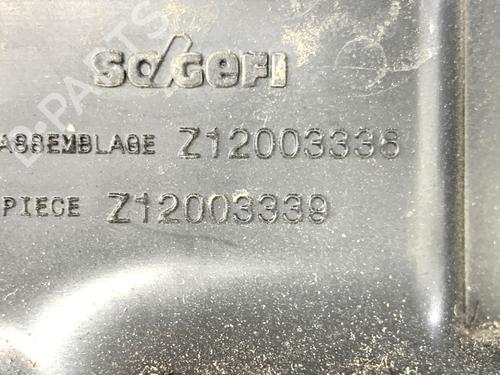 SOGEFI
ASSEMBLAGE Z12003336
PIECE Z12003339